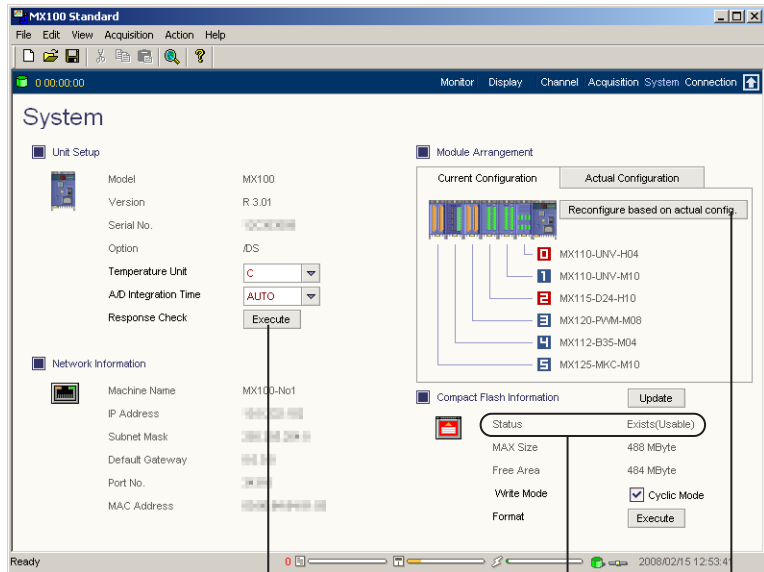 MX100 Standard
File Edit View Acquisition Action Help
0 00:00:00
Monitor Display Channel Acquisition System Connection
System
Unit Setup
Model MX100
Version R 3.01
Serial No.
Option /DS
Temperature Unit C
A/D Integration Time AUTO
Response Check Execute
Network Information
Machine Name MX100-No1
IP Address
Subnet Mask
Default Gateway
Port No.
MAC Address
Module Arrangement
Current Configuration Actual Configuration
Reconfigure based on actual config.
0 MX110-UNV-H04
1 MX110-UNV-M10
2 MX115-D24-H10
3 MX120-PWM-M08
4 MX112-B35-M04
5 MX125-MKC-M10
Compact Flash Information Update
Status Exists(Usable)
MAX Size 488 MByte
Free Area 484 MByte
Write Mode Cyclic Mode
Format Execute
Ready 0 2008/02/15